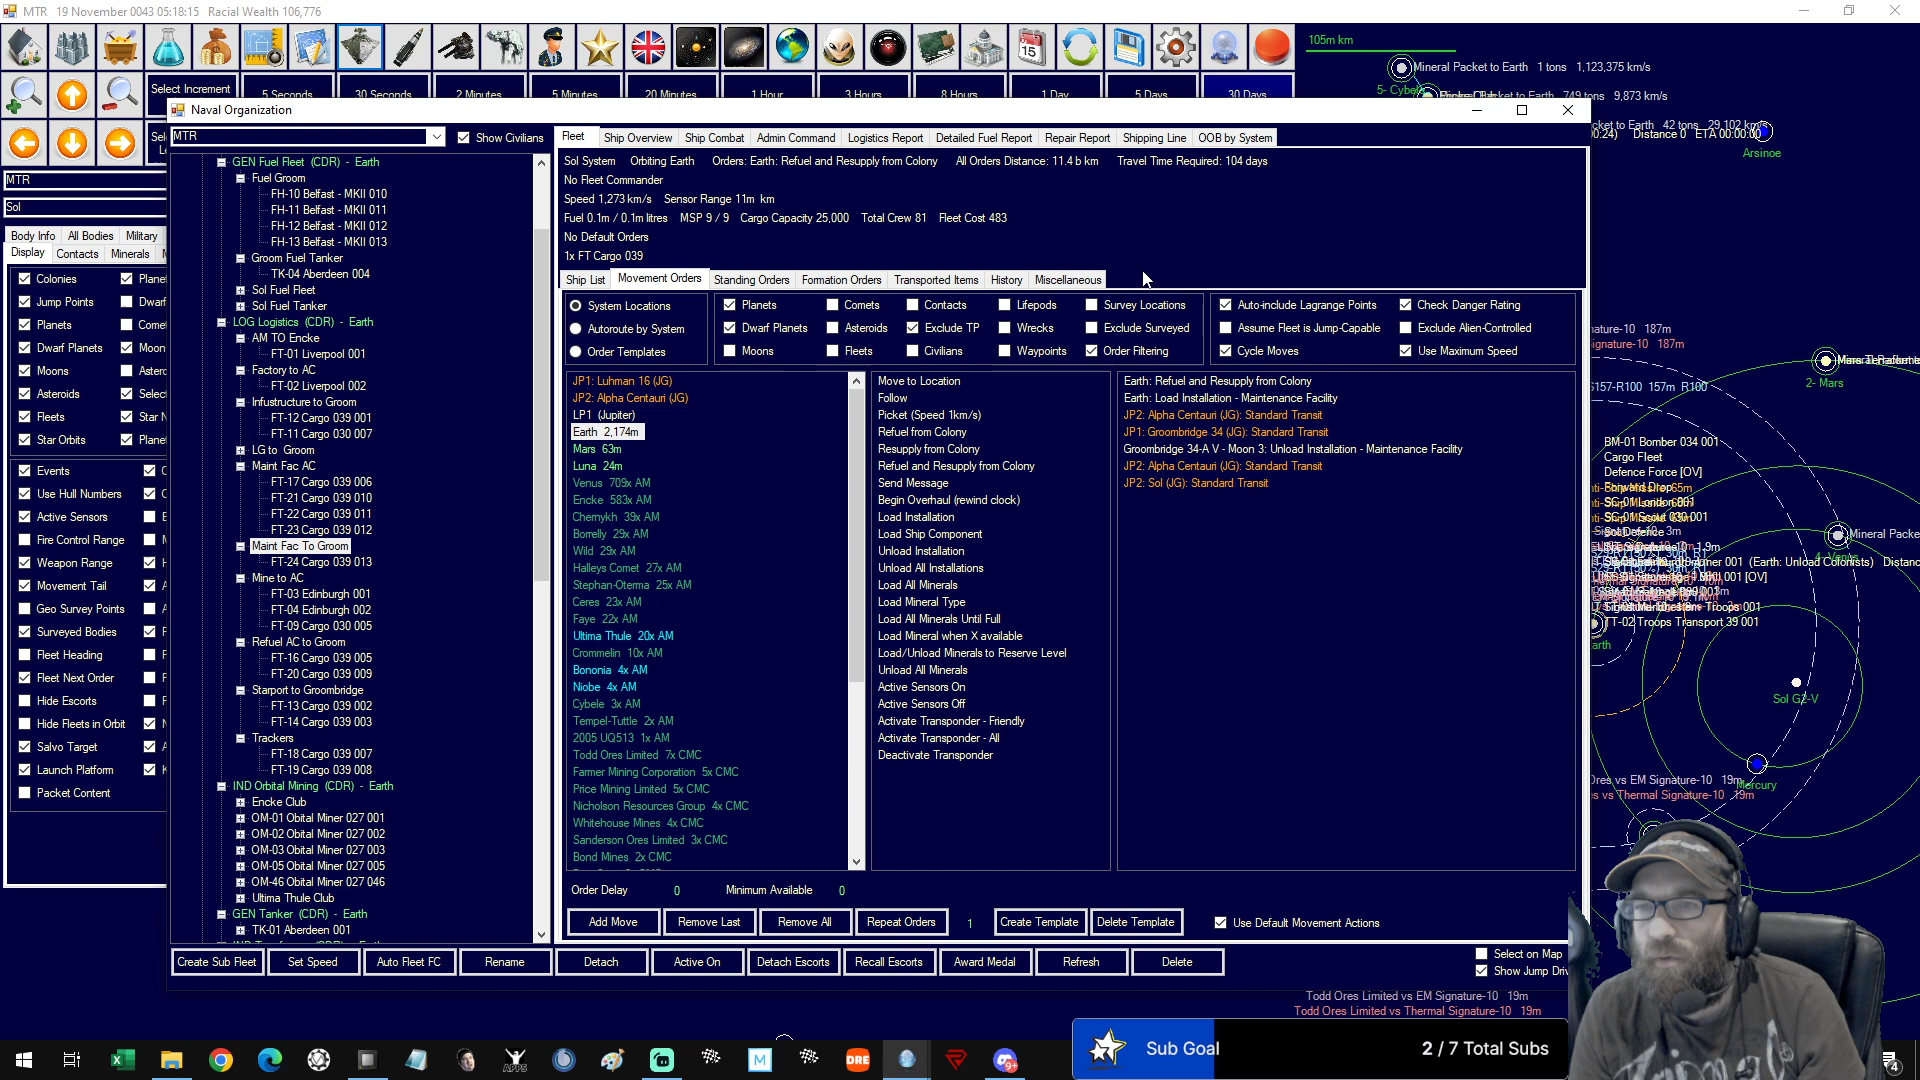 MTR 19 November 0043 05:18:15 Racial Wealth 106,776
105m km
Mineral Packet to Earth 1 tons 1,123,375 km/s
Select Increment
5 Seconds
30 Seconds
2 Minutes
5 Minutes
20 Minutes
1 Hour
3 Hours
8 Hours
1 Day
5 Days
30 Days
Naval Organization
MTR
Show Civilians
Fleet
Ship Overview
Ship Combat
Admin Command
Logistics Report
Detailed Fuel Report
Repair Report
Shipping Line
OOB by System
Arsinoe
MTR
Sol
Body Info
All Bodies
Military
Display
Contacts
Minerals
Colonies
Jump Points
Planets
Dwarf Planets
Moons
Asteroids
Fleets
Star Orbits
Events
Use Hull Numbers
Active Sensors
Fire Control Range
Weapon Range
Movement Tail
Geo Survey Points
Surveyed Bodies
Fleet Heading
Fleet Next Order
Hide Escorts
Hide Fleets in Orbit
Salvo Target
Launch Platform
Packet Content
GEN Fuel Fleet (CDR) - Earth
Fuel Groom
FH-10 Belfast - MKII 010
FH-11 Belfast - MKII 011
FH-12 Belfast - MKII 012
FH-13 Belfast - MKII 013
Groom Fuel Tanker
TK-04 Aberdeen 004
Sol Fuel Fleet
Sol Fuel Tanker
LOG Logistics (CDR) - Earth
AM TO Encke
FT-01 Liverpool 001
Factory to AC
FT-02 Liverpool 002
Infustructure to Groom
FT-12 Cargo 039 001
FT-11 Cargo 030 007
LG to Groom
Maint Fac AC
FT-17 Cargo 039 006
FT-21 Cargo 039 010
FT-22 Cargo 039 011
FT-23 Cargo 039 012
Maint Fac To Groom
FT-24 Cargo 039 013
Mine to AC
FT-03 Edinburgh 001
FT-04 Edinburgh 002
FT-09 Cargo 030 005
Refuel AC to Groom
FT-16 Cargo 039 005
FT-20 Cargo 039 009
Starport to Groombridge
FT-13 Cargo 039 002
FT-14 Cargo 039 003
Trackers
FT-18 Cargo 039 007
FT-19 Cargo 039 008
IND Orbital Mining (CDR) - Earth
Encke Club
OM-01 Obital Miner 027 001
OM-02 Obital Miner 027 002
OM-03 Obital Miner 027 003
OM-05 Obital Miner 027 005
OM-46 Obital Miner 027 046
Ultima Thule Club
GEN Tanker (CDR) - Earth
TK-01 Aberdeen 001
Sol System Orbiting Earth Orders: Earth: Refuel and Resupply from Colony All Orders Distance: 11.4 b km Travel Time Required: 104 days
No Fleet Commander
Speed 1,273 km/s Sensor Range 11m km
Fuel 0.1m / 0.1m litres MSP 9 / 9 Cargo Capacity 25,000 Total Crew 81 Fleet Cost 483
No Default Orders
1x FT Cargo 039
Ship List
Movement Orders
Standing Orders
Formation Orders
Transported Items
History
Miscellaneous
System Locations
Autoroute by System
Order Templates
Planets
Comets
Contacts
Lifepods
Survey Locations
Dwarf Planets
Asteroids
Exclude TP
Wrecks
Exclude Surveyed
Moons
Fleets
Civilians
Waypoints
Order Filtering
Auto-include Lagrange Points
Check Danger Rating
Assume Fleet is Jump-Capable
Exclude Alien-Controlled
Cycle Moves
Use Maximum Speed
JP1: Luhman 16 (JG)
JP2: Alpha Centauri (JG)
LP1 (Jupiter)
Earth 2,174m
Mars 63m
Luna 24m
Venus 709x AM
Encke 583x AM
Chernykh 39x AM
Borrelly 29x AM
Wild 29x AM
Halleys Comet 27x AM
Stephan-Oterma 25x AM
Ceres 23x AM
Faye 22x AM
Ultima Thule 20x AM
Crommelin 10x AM
Bononia 4x AM
Niobe 4x AM
Cybele 3x AM
Tempel-Tuttle 2x AM
2005 UQ513 1x AM
Todd Ores Limited 7x CMC
Farmer Mining Corporation 5x CMC
Price Mining Limited 5x CMC
Nicholson Resources Group 4x CMC
Whitehouse Mines 4x CMC
Sanderson Ores Limited 3x CMC
Bond Mines 2x CMC
Move to Location
Follow
Picket (Speed 1km/s)
Refuel from Colony
Resupply from Colony
Refuel and Resupply from Colony
Send Message
Begin Overhaul (rewind clock)
Load Installation
Load Ship Component
Unload Installation
Unload All Installations
Load All Minerals
Load Mineral Type
Load All Minerals Until Full
Load Mineral when X available
Load/Unload Minerals to Reserve Level
Unload All Minerals
Active Sensors On
Active Sensors Off
Activate Transponder - Friendly
Activate Transponder - All
Deactivate Transponder
Earth: Refuel and Resupply from Colony
Earth: Load Installation - Maintenance Facility
JP2: Alpha Centauri (JG): Standard Transit
JP1: Groombridge 34 (JG): Standard Transit
Groombridge 34-A V - Moon 3: Unload Installation - Maintenance Facility
JP2: Alpha Centauri (JG): Standard Transit
JP2: Sol (JG): Standard Transit
Order Delay 0 Minimum Available 0
Add Move
Remove Last
Remove All
Repeat Orders
1
Create Template
Delete Template
Use Default Movement Actions
Create Sub Fleet
Set Speed
Auto Fleet FC
Rename
Detach
Active On
Detach Escorts
Recall Escorts
Award Medal
Refresh
Delete
Select on Map
2- Mars
BM-01 Bomber 034 001
Cargo Fleet
Defence Force [OV]
TT-02 Troops Transport 39 001
Sol G2-V
Mercury
Todd Ores Limited vs EM Signature-10 19m
Todd Ores Limited vs Thermal Signature-10 19m
Sub Goal
2 / 7 Total Subs